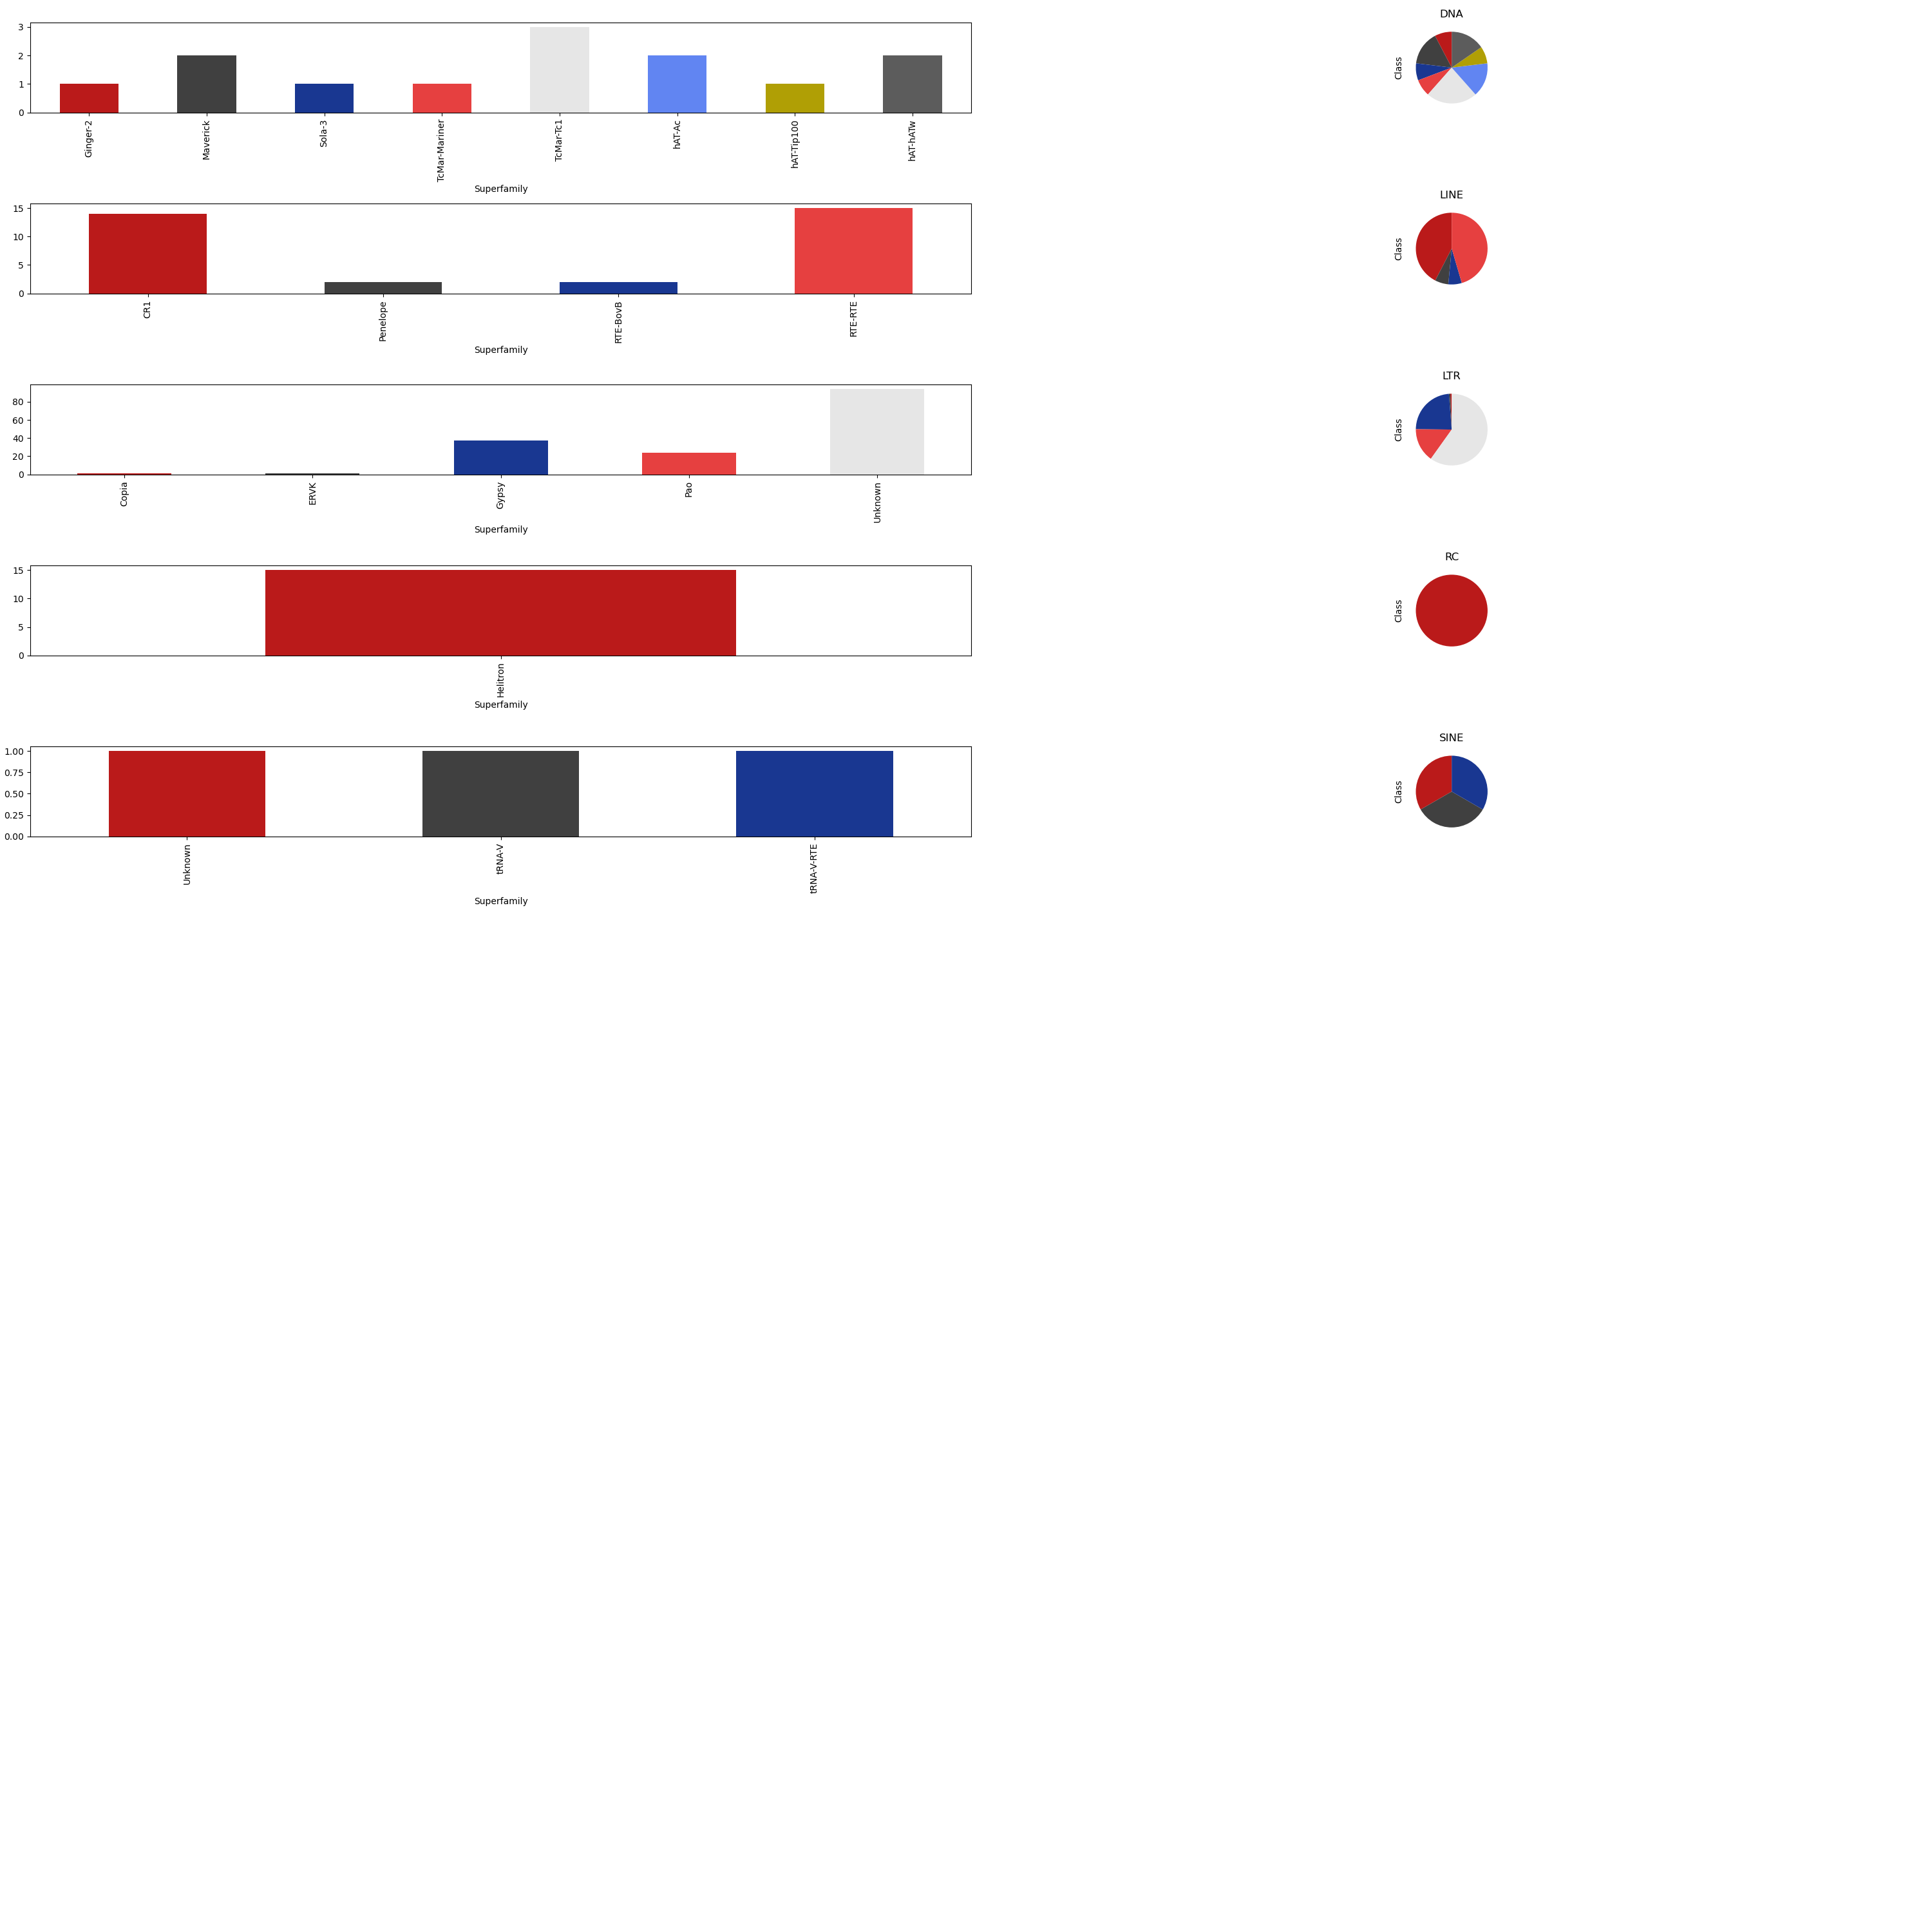 DNA
3
2
1
0
Class
Ginger-2
Maverick
Sola-3
TcMar-Mariner
TcMar-Tc1
hAT-Ac
hAT-Tip100
hAT-hATw
Superfamily
LINE
15
10
5
0
Class
CR1
Penelope
RTE-BovB
RTE-RTE
Superfamily
LTR
80
60
40
20
0
Class
Copia
ERVK
Gypsy
Pao
Unknown
Superfamily
RC
15
10
5
0
Class
Helitron
Superfamily
SINE
1.00
0.75
0.50
0.25
0.00
Class
Unknown
tRNA-V
tRNA-V-RTE
Superfamily